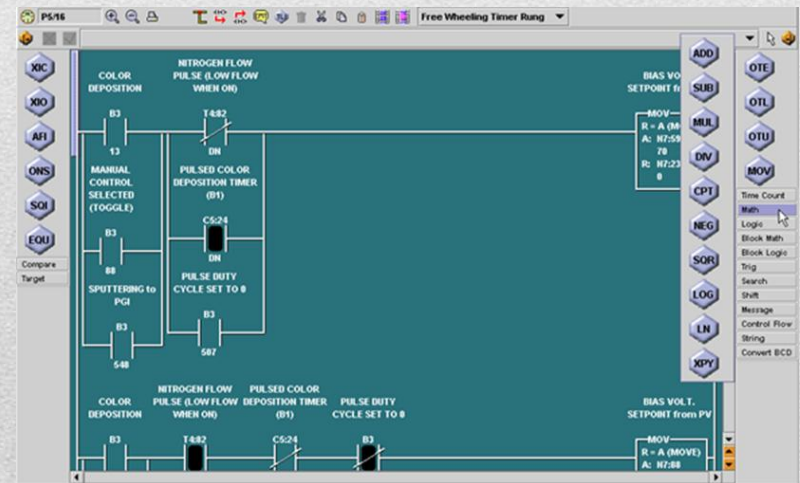 P5/16
Free Wheeling Timer Rung
XIC
XIO
AFI
ONS
SQI
EQU
Compare
Target
COLOR
DEPOSITION
B3
13
NITROGEN FLOW
PULSE (LOW FLOW
WHEN ON)
T4:82
DN
BIAS VO
SETPOINT
MOV
R = A (M
A: N7:59
70
R: N7:23
0
MANUAL
CONTROL
SELECTED
(TOGGLE)
B3
88
PULSED COLOR
DEPOSITION TIMER
(B1)
C5:24
DN
SPUTTERING to
PGI
B3
548
PULSE DUTY
CYCLE SET TO 0
B3
507
COLOR
DEPOSITION
B3
NITROGEN FLOW
PULSE (LOW FLOW
WHEN ON)
T4:82
PULSED COLOR
DEPOSITION TIMER
(B1)
C5:24
PULSE DUTY
CYCLE SET TO 0
B3
BIAS VOLT.
SETPOINT from PV
MOV
R = A (MOVE)
A: N7:88
ADD
SUB
MUL
DIV
CPT
NEG
SQR
LOG
LN
XPY
OTE
OTL
OTU
MOV
Time Count
Math
Logic
Block Math
Block Logic
Trig
Search
Shift
Message
Control Flow
String
Convert BCD